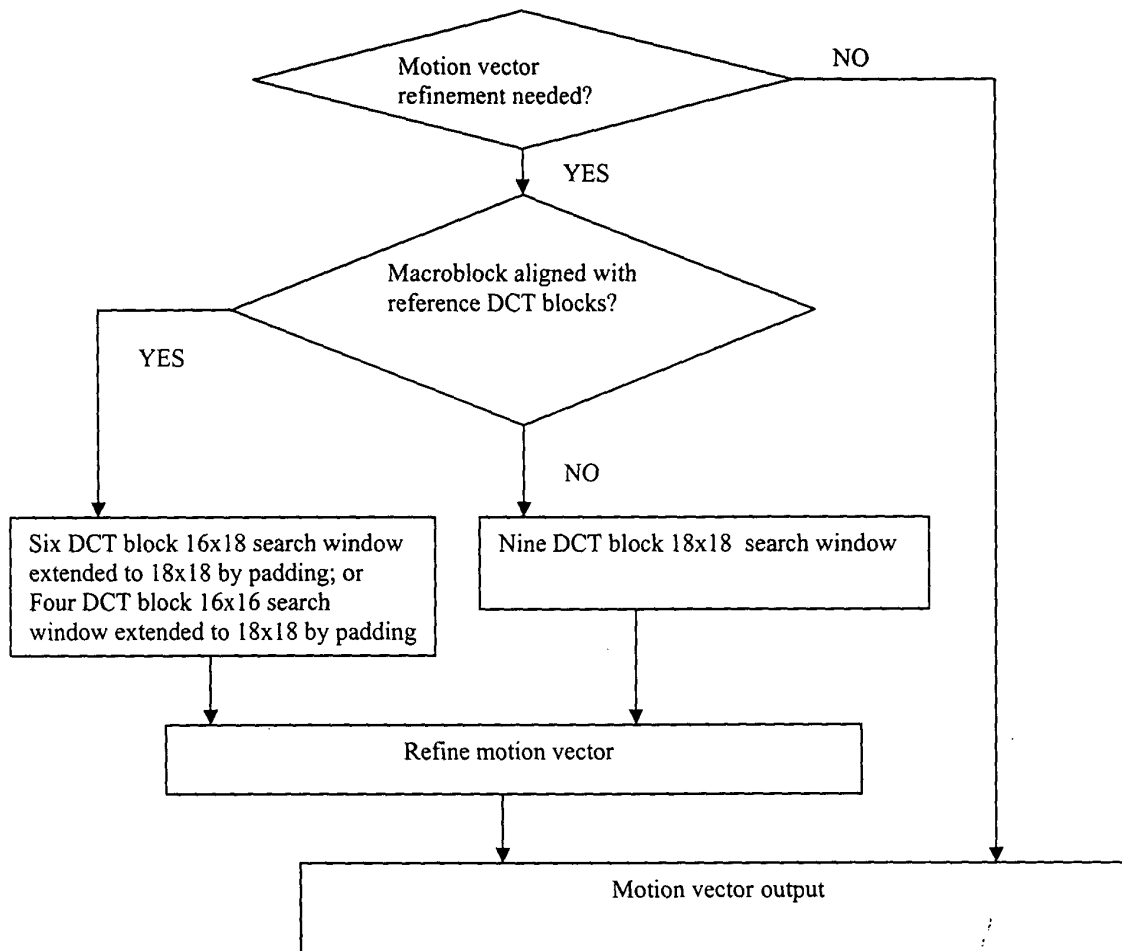 NO
Motion vector
refinement needed?
YES
Macroblock aligned with
reference DCT blocks?
YES
NO
Six DCT block 16x18 search window
extended to 18x18 by padding; or
Four DCT block 16x16 search
window extended to 18x18 by padding
Nine DCT block 18x18 search window
Refine motion vector
Motion vector output